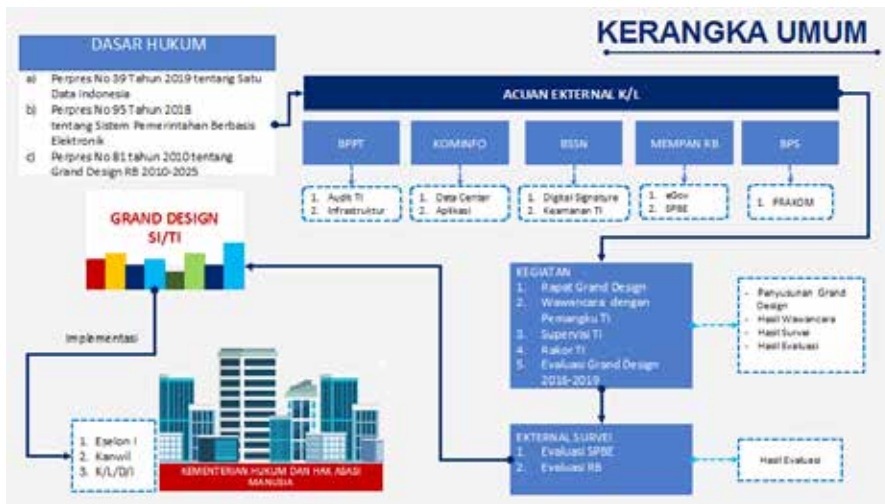 KERANGKA UMUM
DASAR HUKUM
a) Perpres No 39 Tahun 2019 tentang Satu
Data Indonesia
b) Perpres No 95 Tahun 2018
tentang Sistem Pemerintahan Berbasis
Elektronik
c) Perpres No 81 tahun 2010 tentang
Grand Design RB 2010-2025
ACUAN EXTERNAL K/L
BPPT
KOMINFO
BSSN
MEMPAN RB
BPS
1. Audit TI
2. Infrastruktur
1. Data Center
2. Aplikasi
1. Digital Signature
2. Keamanan TI
1. eGov
2. SPBE
1. PRAKOM
GRAND DESIGN
SI/TI
KEGIATAN
1. Rapat Grand Design
2. Wawancara dengan
Pemangku TI
3. Supervisi TI
4. Rakor TI
5. Evaluasi Grand Design
2016-2019
- Penyusunan Grand
Design
- Hasil Wawancara
- Hasil Survei
- Hasil Evaluasi
Implementasi
1. Eselon I
2. Kanwil
3. K/L/D/I
KEMENTERIAN HUKUM DAN HAK ASASI
MANUSIA
EXTERNAL SURVEI
1. Evaluasi SPBE
2. Evaluasi RB
Hasil Evaluasi